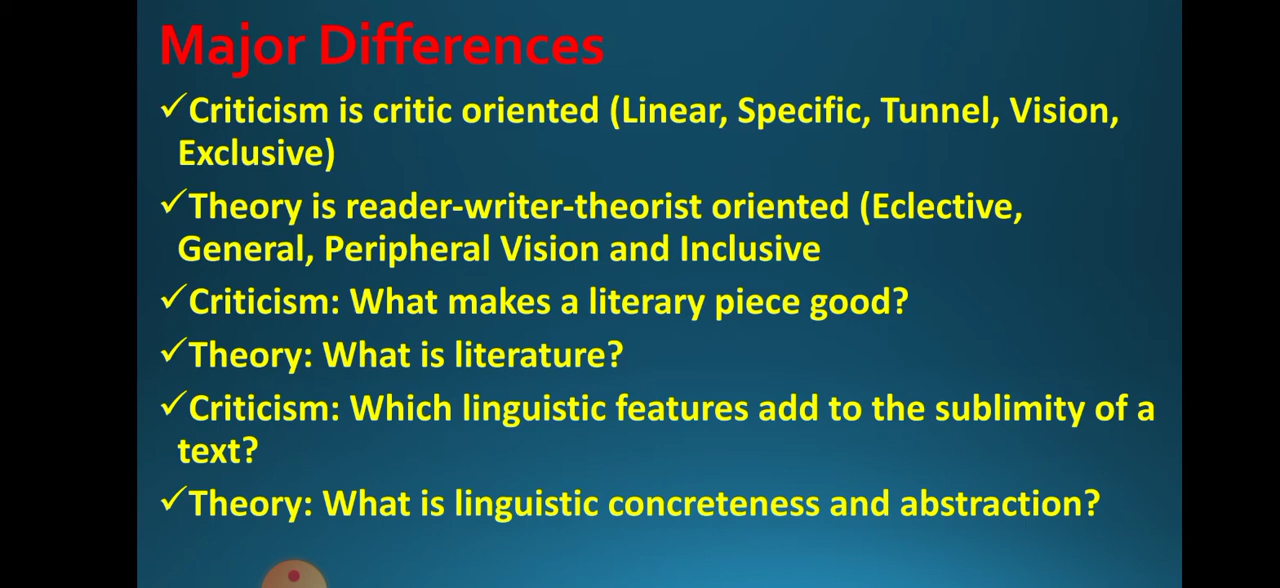 Major Differences
✓Criticism is critic oriented (Linear, Specific, Tunnel, Vision,
Exclusive)
✓Theory is reader-writer-theorist oriented (Eclective,
General, Peripheral Vision and Inclusive
✓Criticism: What makes a literary piece good?
✓Theory: What is literature?
✓Criticism: Which linguistic features add to the sublimity of a
text?
✓Theory: What is linguistic concreteness and abstraction?